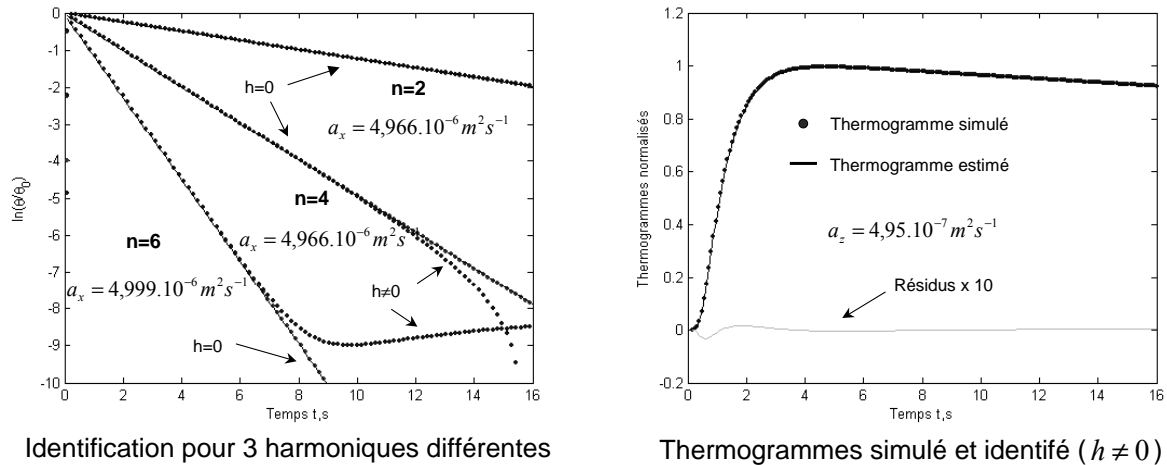 0
-1
-2
-3
-4
-5
-6
-7
-8
-9
-10
ln(θ/θ₀)
h=0
n=2
aₓ = 4,966.10⁻⁶ m²s⁻¹
n=4
aₓ = 4,966.10⁻⁶ m²s
n=6
aₓ = 4,999.10⁻⁶ m²s⁻¹
h≠0
h=0
0 2 4 6 8 10 12 14 16
Temps t,s
Identification pour 3 harmoniques différentes
1.2
1
0.8
0.6
0.4
0.2
0
-0.2
Thermogrammes normalisés
Thermogramme simulé
Thermogramme estimé
a_z = 4,95.10⁻⁷ m²s⁻¹
Résidus x 10
0 2 4 6 8 10 12 14 16
Temps t,s
Thermogrammes simulé et identifé ( h ≠ 0 )